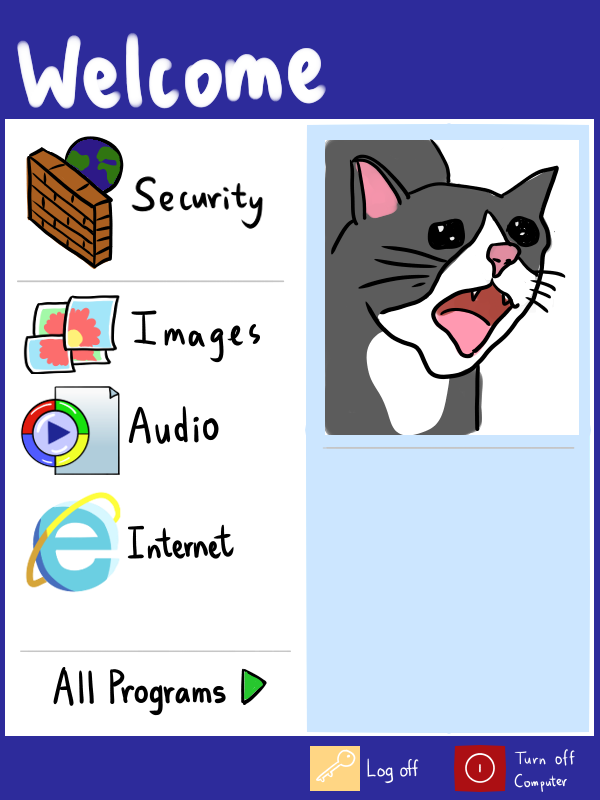 Welcome
Security
Images
Audio
Internet
All Programs
Log off
Turn off
Computer